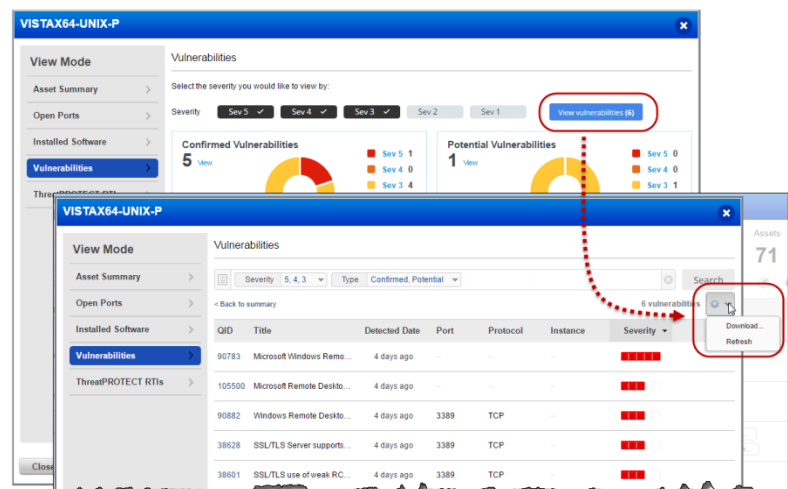 VISTAX64-UNIX-P
View Mode
Asset Summary
Open Ports
Installed Software
Vulnerabilities
Vulnerabilities
Select the severity you would like to view by:
Severity Sev 5 Sev 4 Sev 3 Sev 2 Sev 1 View vulnerabilities (6)
Confirmed Vulnerabilities
5 View
Sev 5 1
Sev 4 0
Sev 3 4
Potential Vulnerabilities
1 View
Sev 5 0
Sev 4 0
Sev 3 1
Close
VISTAX64-UNIX-P
View Mode
Asset Summary
Open Ports
Installed Software
Vulnerabilities
ThreatPROTECT RTIs
Vulnerabilities
Severity 5, 4, 3 Type Confirmed, Potential Search
< Back to summary 6 vulnerabilities
Download...
Refresh
QID Title Detected Date Port Protocol Instance Severity
90783 Microsoft Windows Remo... 4 days ago
105500 Microsoft Remote Deskto... 4 days ago
90882 Windows Remote Deskto... 4 days ago 3389 TCP
38628 SSL/TLS Server supports... 4 days ago 3389 TCP
38601 SSL/TLS use of weak RC... 4 days ago 3389 TCP
Assets
71